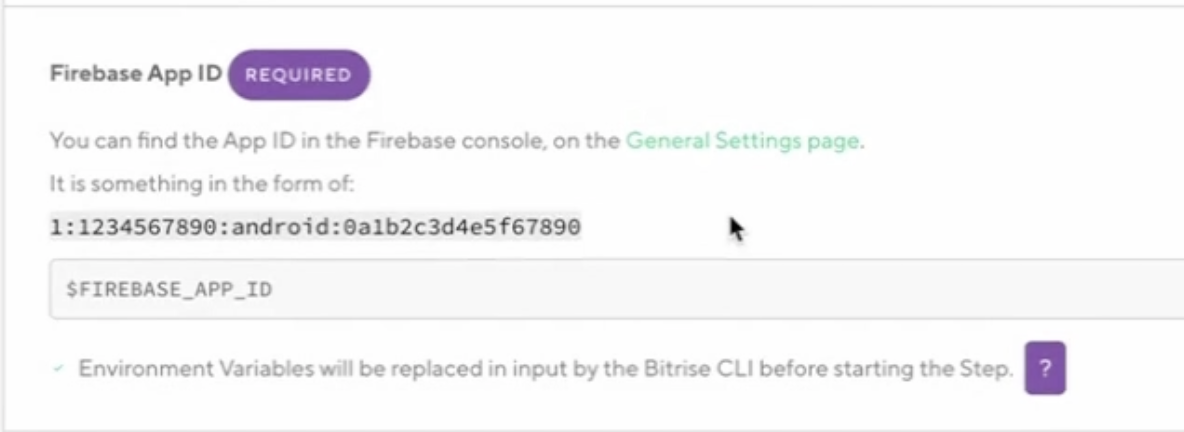 Firebase App ID REQUIRED
You can find the App ID in the Firebase console, on the General Settings page.
It is something in the form of:
1:1234567890:android:0a1b2c3d4e5f67890
$FIREBASE_APP_ID
Environment Variables will be replaced in input by the Bitrise CLI before starting the Step. ?